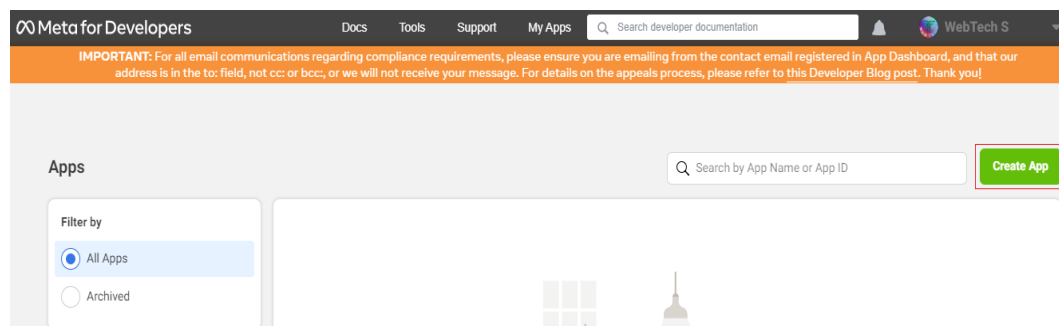 Meta for Developers Docs Tools Support My Apps Search developer documentation WebTech S
IMPORTANT: For all email communications regarding compliance requirements, please ensure you are emailing from the contact email registered in App Dashboard, and that our
address is in the to: field, not cc: or bcc:, or we will not receive your message. For details on the appeals process, please refer to this Developer Blog post. Thank you!
Apps Search by App Name or App ID Create App
Filter by
All Apps
Archived